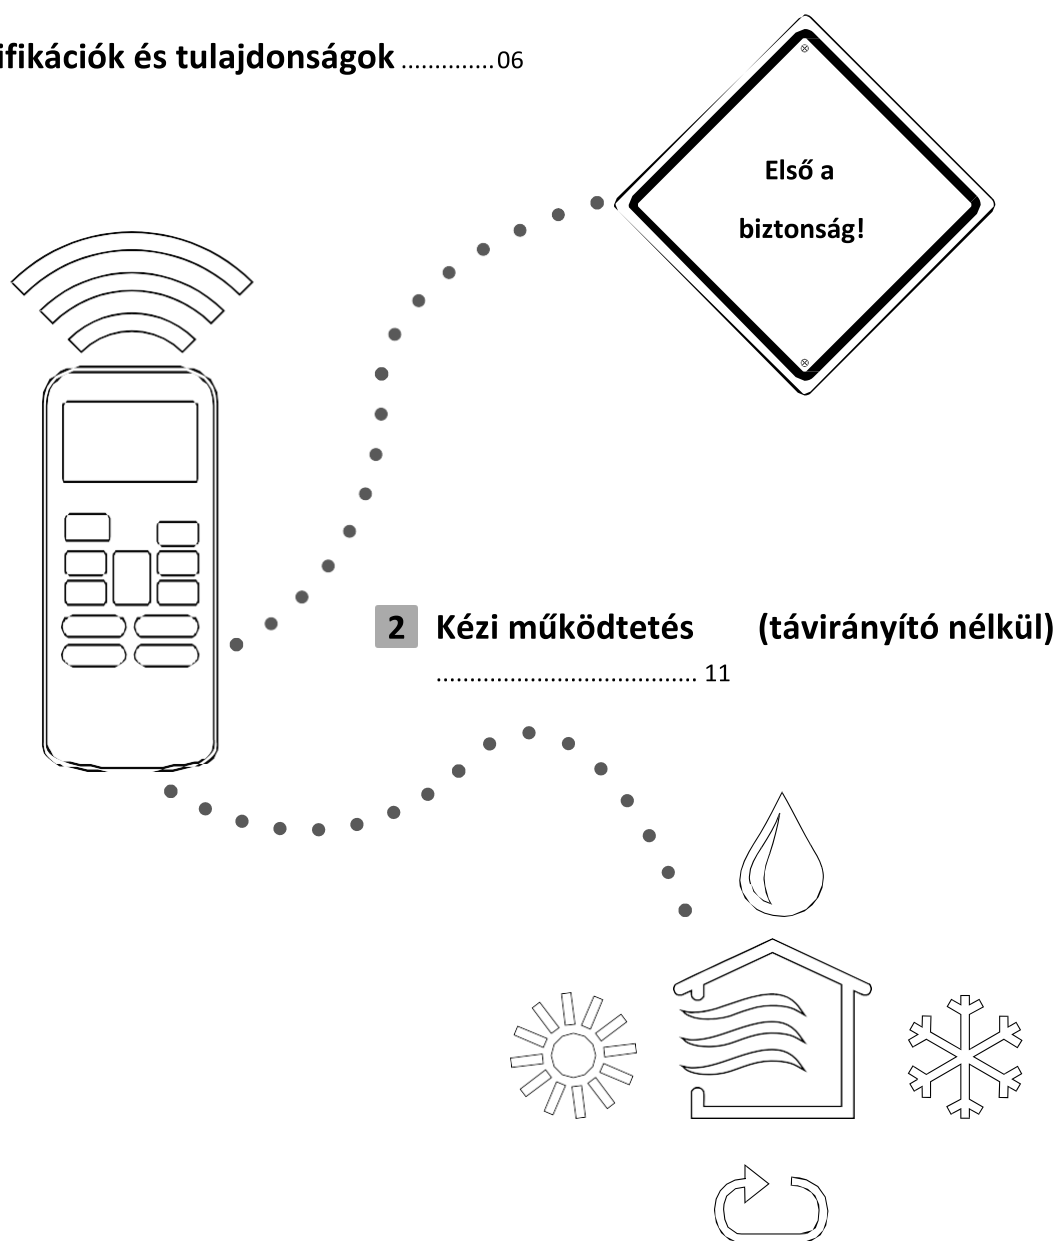 ifikációk és tulajdonságok ..............06
Első a
biztonság!
2 Kézi működtetés (távirányító nélkül)
....................................... 11